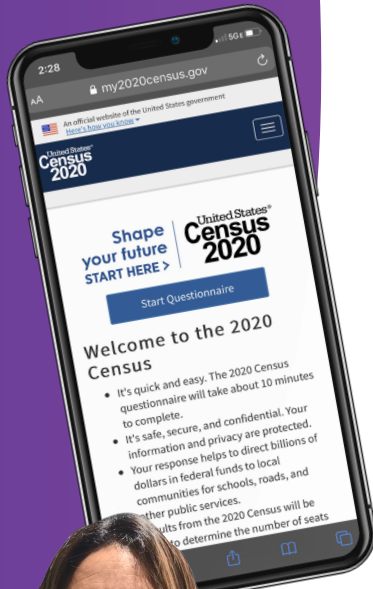 2:28
5GE
AA
my2020census.gov
An official website of the United States government
Here's how you know
United States®
Census
2020
Shape
your future
START HERE >
United States®
Census
2020
Start Questionnaire
Welcome to the 2020
Census
• It's quick and easy. The 2020 Census
questionnaire will take about 10 minutes
to complete.
• It's safe, secure, and confidential. Your
information and privacy are protected.
• Your response helps to direct billions of
dollars in federal funds to local
communities for schools, roads, and
other public services.
from the 2020 Census will be
to determine the number of seats